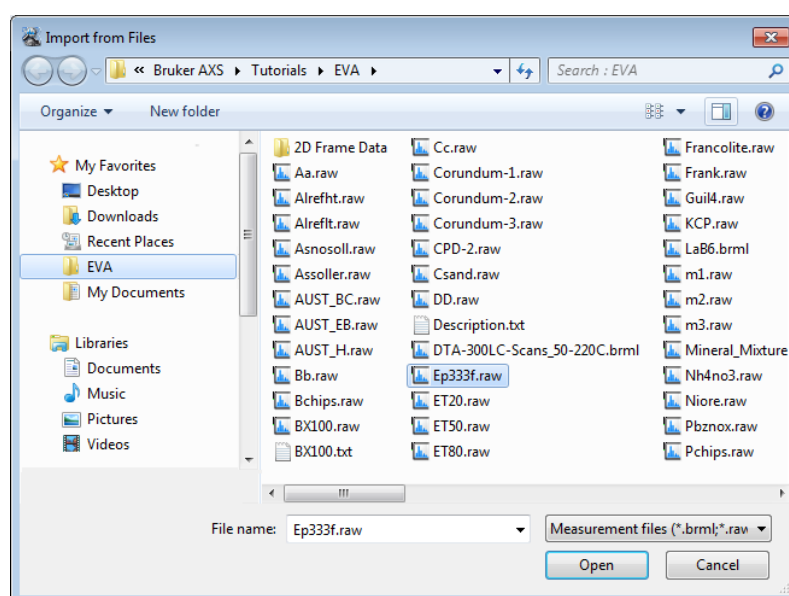 Import from Files
« Bruker AXS Tutorials EVA
Search : EVA
Organize New folder
My Favorites
Desktop
Downloads
Recent Places
EVA
My Documents
Libraries
Documents
Music
Pictures
Videos
2D Frame Data
Aa.raw
Alrefht.raw
Alreflt.raw
Asnosoll.raw
Assoller.raw
AUST_BC.raw
AUST_EB.raw
AUST_H.raw
Bb.raw
Bchips.raw
BX100.raw
BX100.txt
Cc.raw
Corundum-1.raw
Corundum-2.raw
Corundum-3.raw
CPD-2.raw
Csand.raw
DD.raw
Description.txt
DTA-300LC-Scans_50-220C.brml
Ep333f.raw
ET20.raw
ET50.raw
ET80.raw
Francolite.raw
Frank.raw
Guil4.raw
KCP.raw
LaB6.brml
m1.raw
m2.raw
m3.raw
Mineral_Mixture
Nh4no3.raw
Niore.raw
Pbznox.raw
Pchips.raw
File name: Ep333f.raw
Measurement files (*.brml;*.raw
Open Cancel